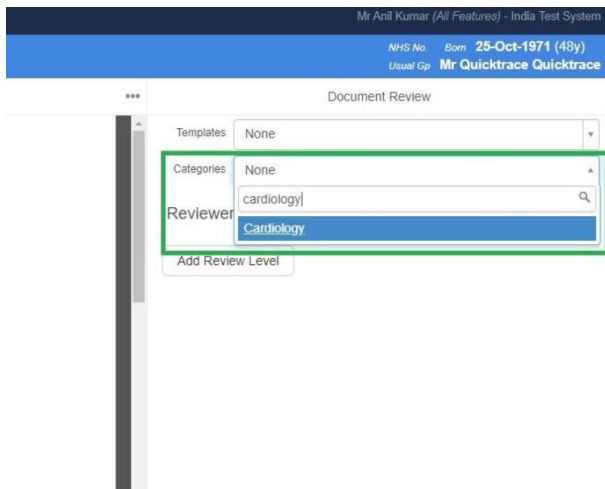 Mr Anil Kumar (All Features) - India Test System
NHS No. Born 25-Oct-1971 (48y)
Usual Gp Mr Quicktrace Quicktrace
Document Review
Templates None
Categories None
cardiology
Reviewer
Cardiology
Add Review Level